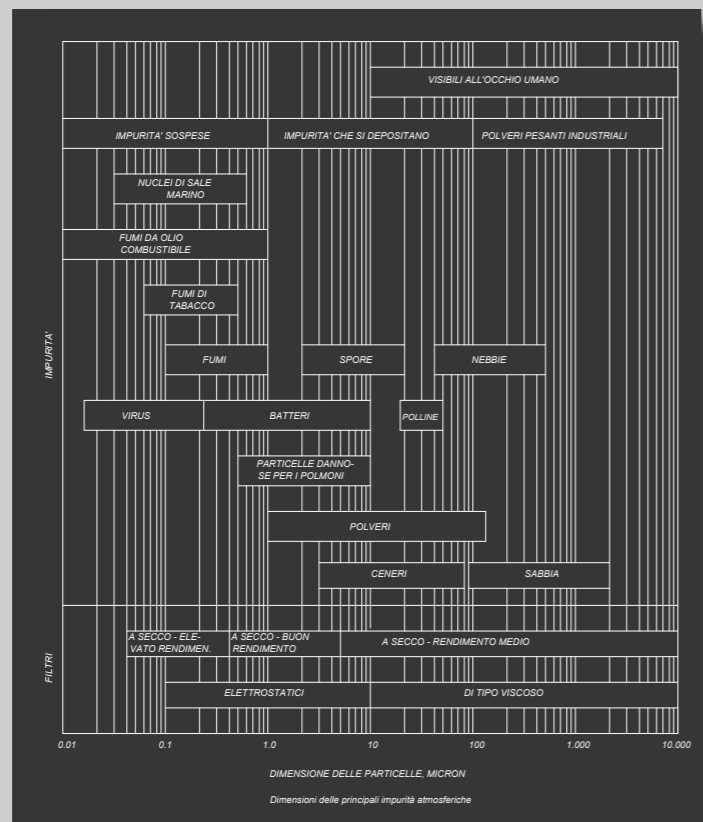 VISIBILI ALL'OCCHIO UMANO
IMPURITA' SOSPESE
IMPURITA' CHE SI DEPOSITANO
POLVERI PESANTI INDUSTRIALI
NUCLEI DI SALE
MARINO
FUMI DA OLIO
COMBUSTIBILE
FUMI DI
TABACCO
IMPURITA'
FUMI
SPORE
NEBBIE
VIRUS
BATTERI
POLLINE
PARTICELLE DANNO-
SE PER I POLMONI
POLVERI
CENERI
SABBIA
FILTRI
A SECCO - ELE-
VATO RENDIMEN.
A SECCO - BUON
RENDIMENTO
A SECCO - RENDIMENTO MEDIO
ELETTROSTATICI
DI TIPO VISCOSO
0.01
0.1
1.0
10
100
1.000
10.000
DIMENSIONE DELLE PARTICELLE, MICRON
Dimensioni delle principali impurità atmosferiche